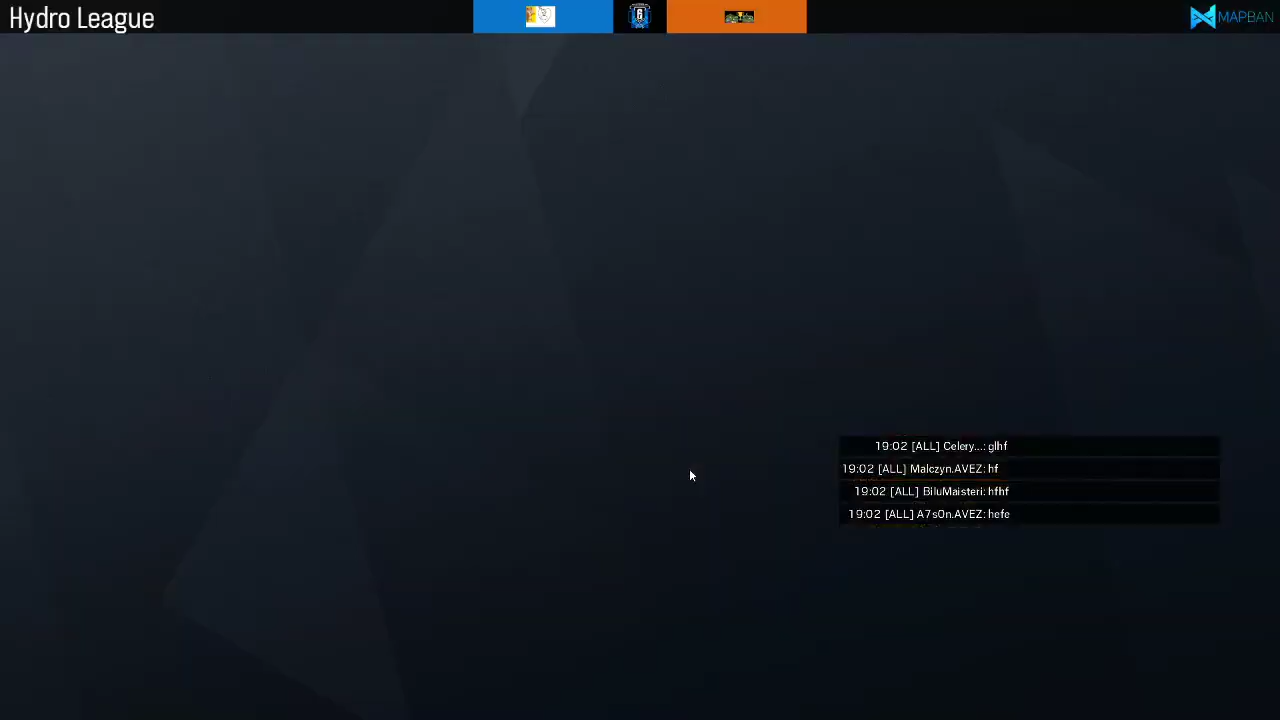 Hydro League
6
MAPBAN
19:02 [ALL] Celery...: glhf
19:02 [ALL] Malczyn.AVEZ: hf
19:02 [ALL] BiluMaisteri: hfhf
19:02 [ALL] A7s0n.AVEZ: hefe